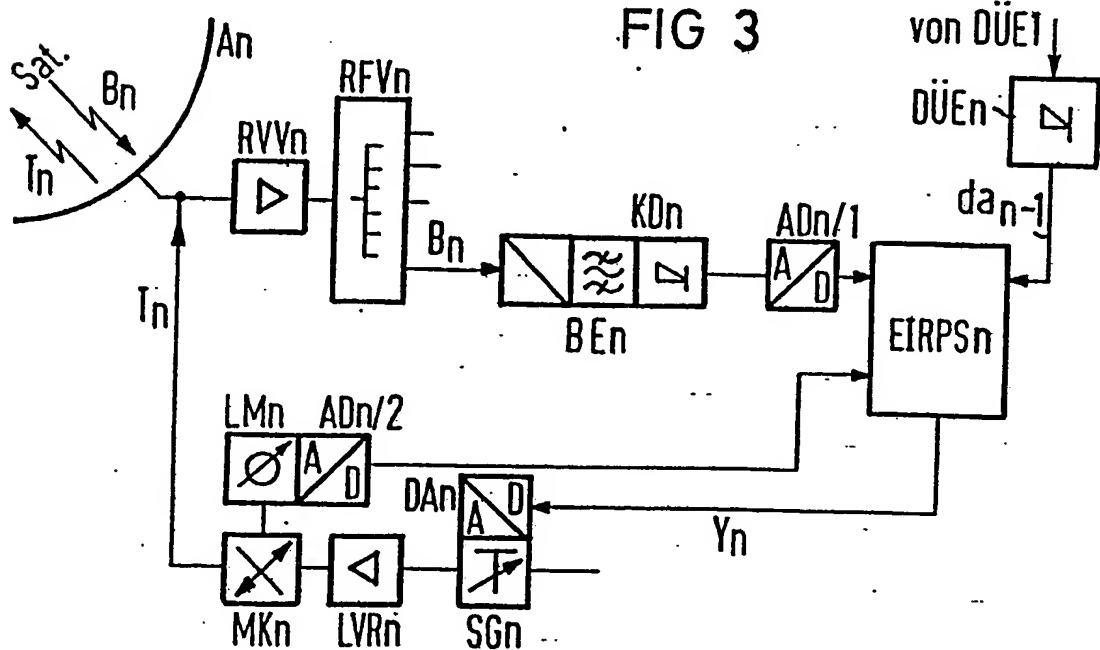 FIG 3
von DÜE1
An
Sat.
Bn
Tn
RFVn
RVVn
DÜEn
dan-1
Bn
KDn
ADn/1
A
D
BEn
EIRPSn
Tn
LMn
ADn/2
A
D
DAn
D
A
Yn
MKn
LVRn
SGn